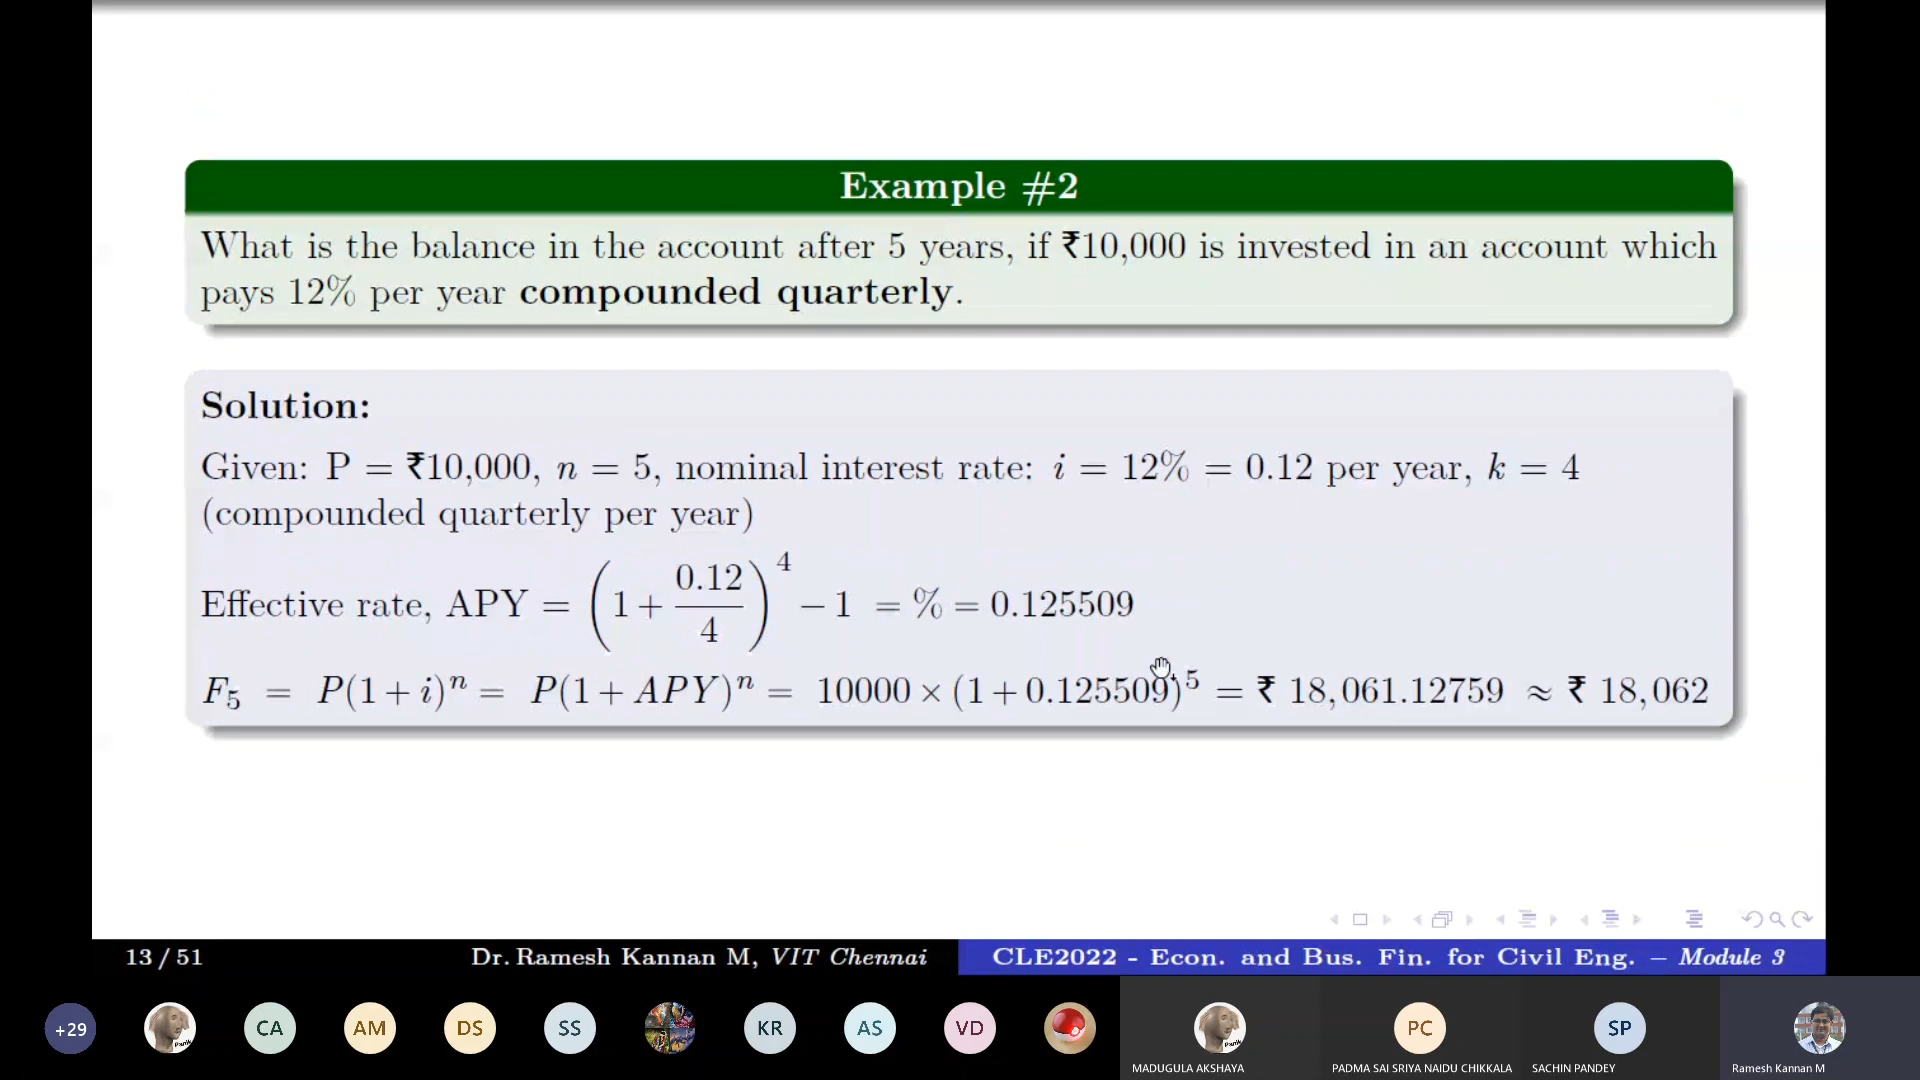 Example #2
What is the balance in the account after 5 years, if ₹10,000 is invested in an account which
pays 12% per year compounded quarterly.
Solution:
Given: P = ₹10,000, n = 5, nominal interest rate: i = 12% = 0.12 per year, k = 4
(compounded quarterly per year)
Effective rate, APY = (1 + 0.12/4)^4 − 1 = % = 0.125509
F₅ = P(1 + i)ⁿ = P(1 + APY)ⁿ = 10000 × (1 + 0.125509)⁵ = ₹ 18,061.12759 ≈ ₹ 18,062
13 / 51 Dr. Ramesh Kannan M, VIT Chennai CLE2022 - Econ. and Bus. Fin. for Civil Eng. – Module 3
+29 Panik CA AM DS SS KR AS VD Panik PC SP
MADUGULA AKSHAYA PADMA SAI SRIYA NAIDU CHIKKALA SACHIN PANDEY Ramesh Kannan M